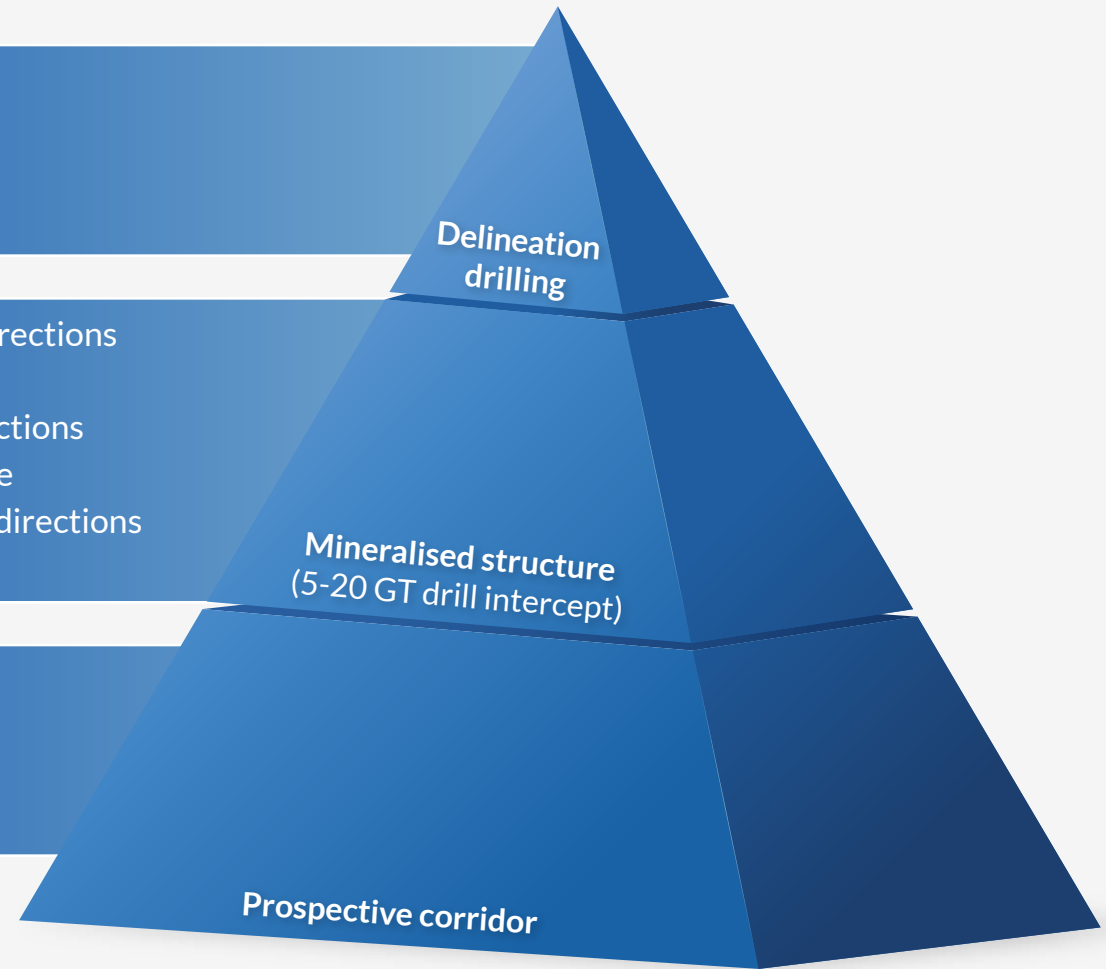 Delineation
drilling
rections
ctions
e
directions
Mineralised structure
(5-20 GT drill intercept)
Prospective corridor